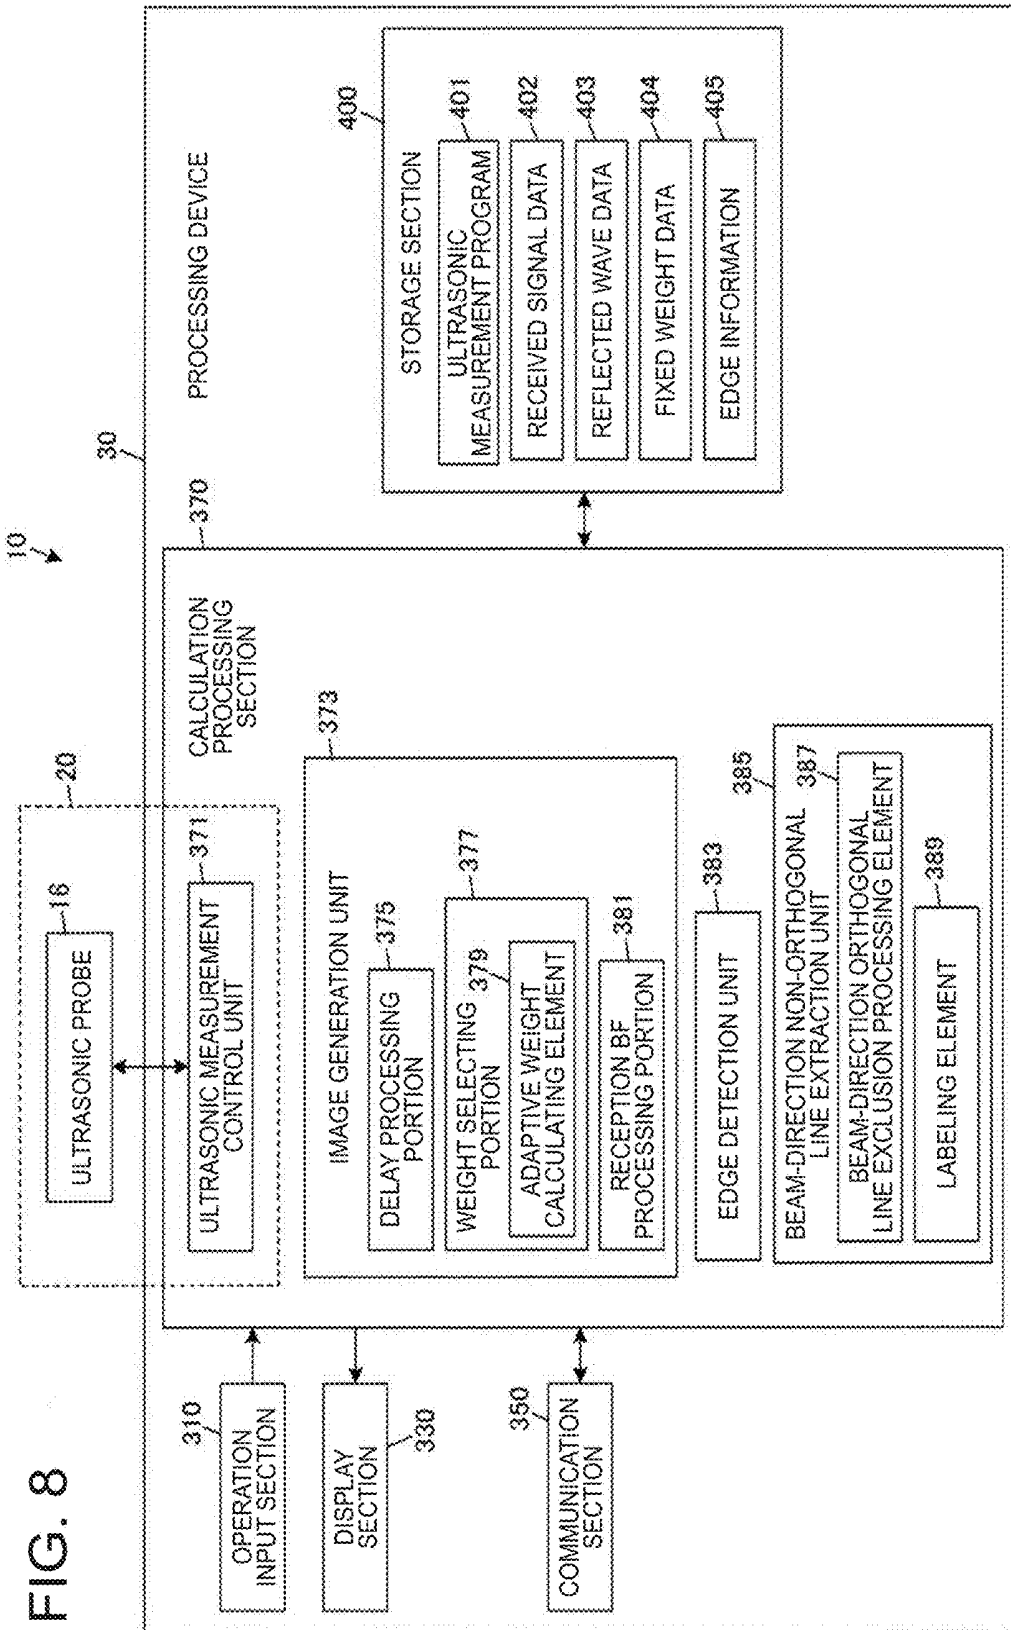 FIG. 8
10
20
16
ULTRASONIC PROBE
30
PROCESSING DEVICE
310
OPERATION
INPUT SECTION
330
DISPLAY
SECTION
350
COMMUNICATION
SECTION
370
CALCULATION
PROCESSING
SECTION
371
ULTRASONIC MEASUREMENT
CONTROL UNIT
373
IMAGE GENERATION UNIT
375
DELAY PROCESSING
PORTION
377
WEIGHT SELECTING
PORTION
379
ADAPTIVE WEIGHT
CALCULATING ELEMENT
381
RECEPTION BF
PROCESSING PORTION
383
EDGE DETECTION UNIT
385
BEAM-DIRECTION NON-ORTHOGONAL
LINE EXTRACTION UNIT
387
BEAM-DIRECTION ORTHOGONAL
LINE EXCLUSION PROCESSING ELEMENT
389
LABELING ELEMENT
400
STORAGE SECTION
401
ULTRASONIC
MEASUREMENT PROGRAM
402
RECEIVED SIGNAL DATA
403
REFLECTED WAVE DATA
404
FIXED WEIGHT DATA
405
EDGE INFORMATION